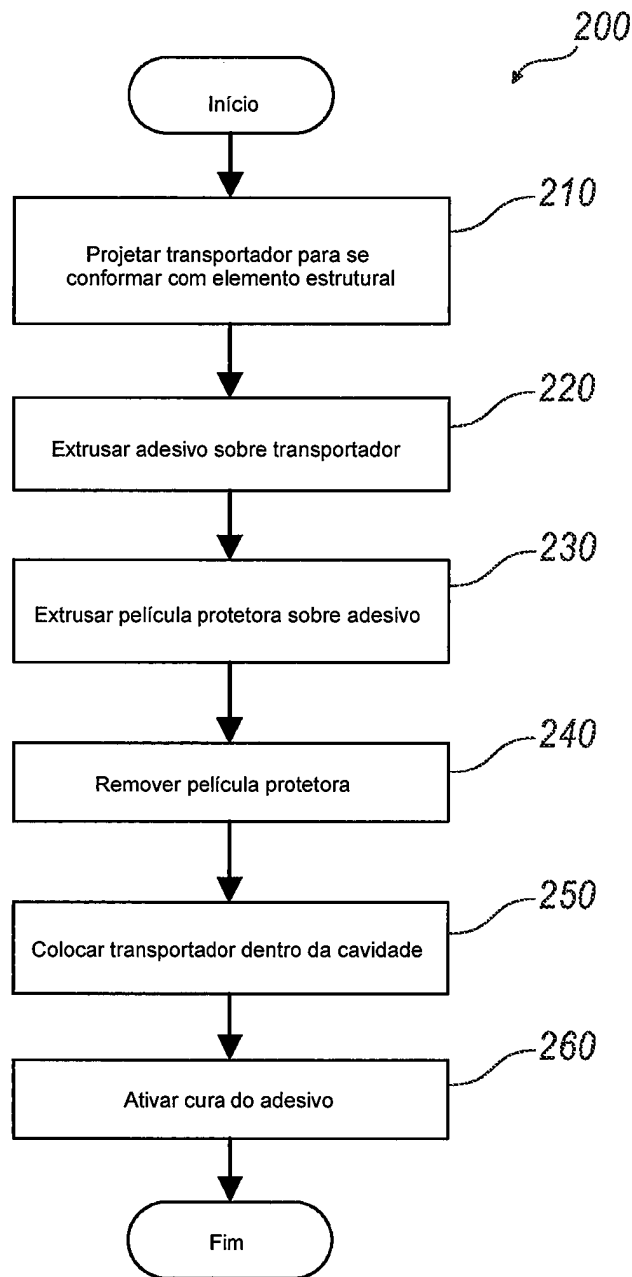 200
Início
210
Projetar transportador para se
conformar com elemento estrutural
220
Extrusar adesivo sobre transportador
230
Extrusar película protetora sobre adesivo
240
Remover película protetora
250
Colocar transportador dentro da cavidade
260
Ativar cura do adesivo
Fim